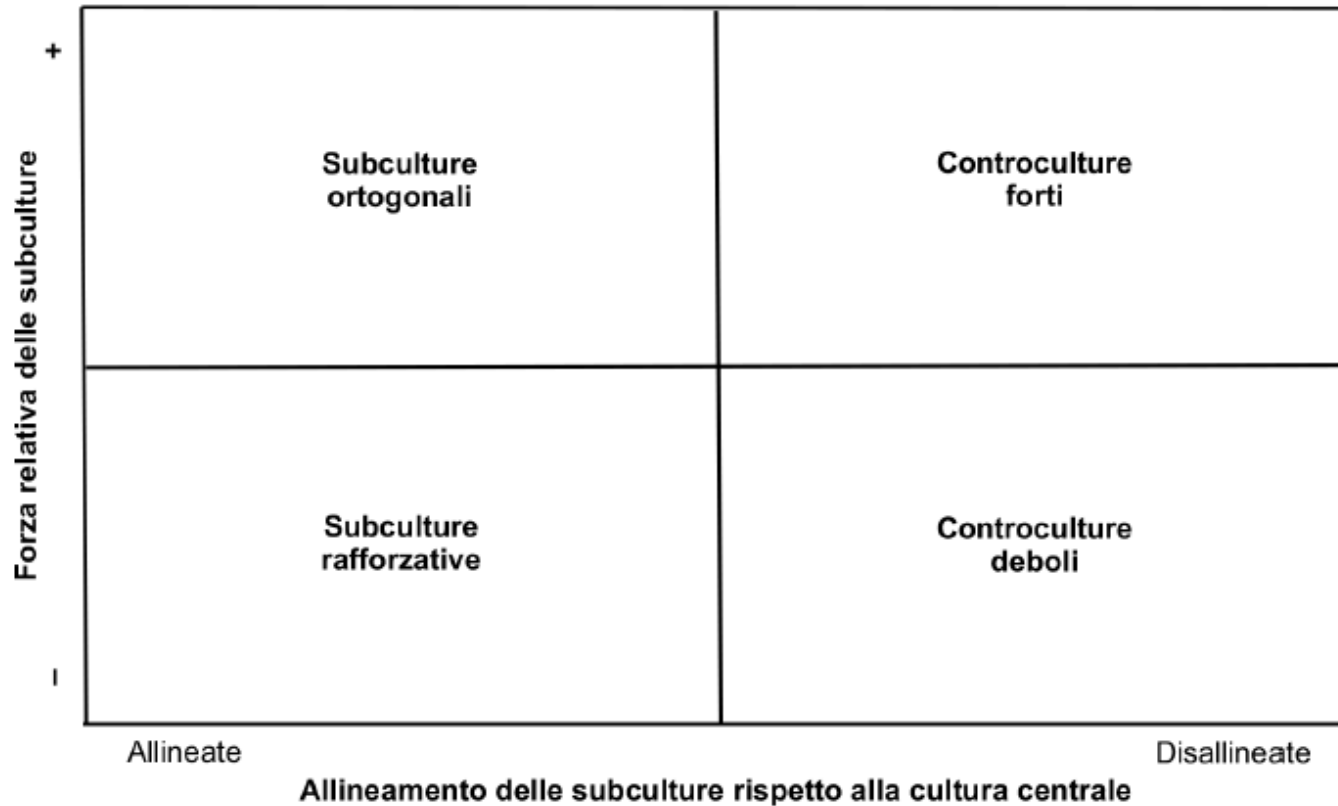 +
Forza relativa delle subculture
–
Subculture
ortogonali
Controculture
forti
Subculture
rafforzative
Controculture
deboli
Allineate
Disallineate
Allineamento delle subculture rispetto alla cultura centrale